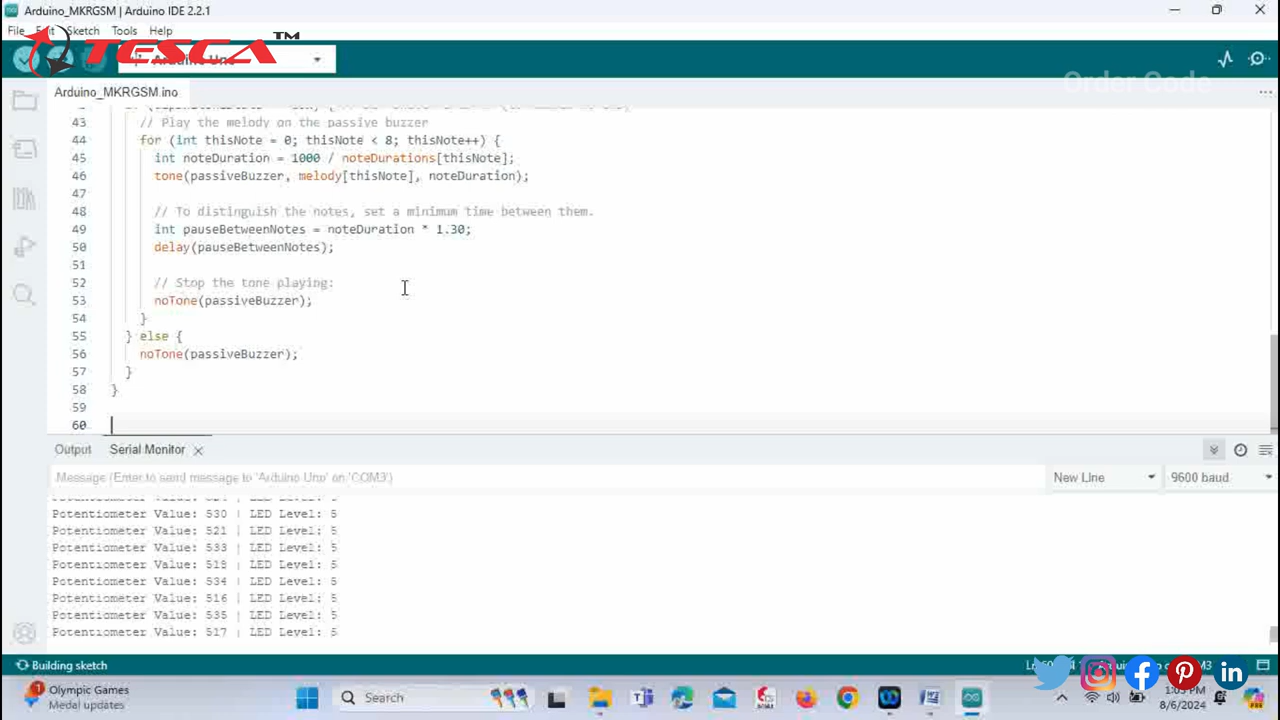 Arduino_MKRGSM | Arduino IDE 2.2.1
File Edit Sketch Tools Help
TESCA™
Arduino Uno
Order Code
Arduino_MKRGSM.ino
43 // Play the melody on the passive buzzer
44 for (int thisNote = 0; thisNote < 8; thisNote++) {
45 int noteDuration = 1000 / noteDurations[thisNote];
46 tone(passiveBuzzer, melody[thisNote], noteDuration);
47
48 // To distinguish the notes, set a minimum time between them.
49 int pauseBetweenNotes = noteDuration * 1.30;
50 delay(pauseBetweenNotes);
51
52 // Stop the tone playing:
53 noTone(passiveBuzzer);
54 }
55 } else {
56 noTone(passiveBuzzer);
57 }
58 }
59
60
Output Serial Monitor
Message (Enter to send message to 'Arduino Uno' on 'COM3')
New Line 9600 baud
Potentiometer Value: 530 | LED Level: 5
Potentiometer Value: 521 | LED Level: 5
Potentiometer Value: 533 | LED Level: 5
Potentiometer Value: 519 | LED Level: 5
Potentiometer Value: 534 | LED Level: 5
Potentiometer Value: 516 | LED Level: 5
Potentiometer Value: 535 | LED Level: 5
Potentiometer Value: 517 | LED Level: 5
Building sketch
1 Olympic Games
Medal updates
Search
1:05 PM
8/6/2024